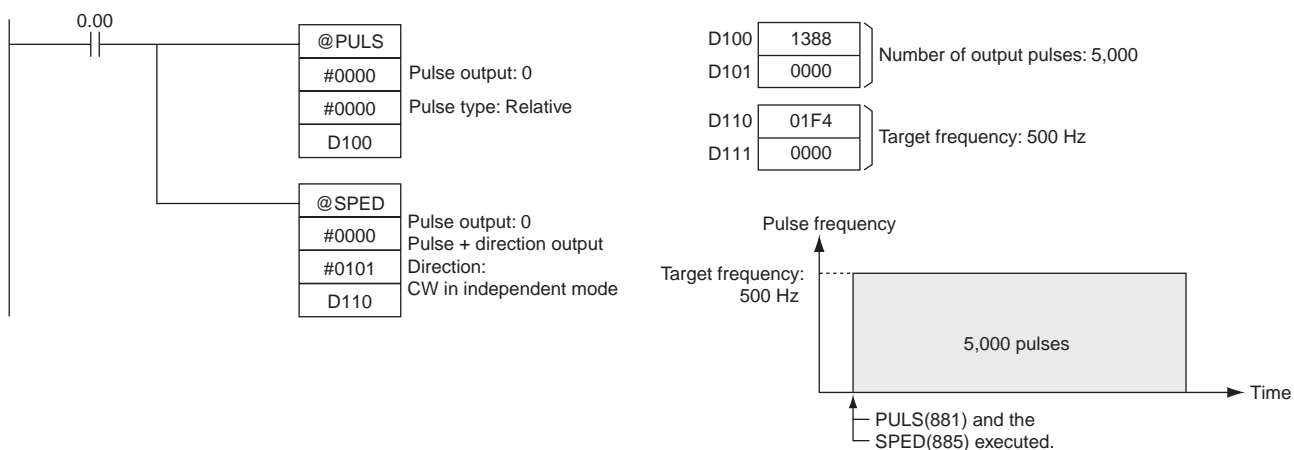 0.00
@PULS
#0000 Pulse output: 0
#0000 Pulse type: Relative
D100
@SPED
#0000
#0101
D110
Pulse output: 0
Pulse + direction output
Direction:
CW in independent mode
D100 1388
D101 0000
Number of output pulses: 5,000
D110 01F4
D111 0000
Target frequency: 500 Hz
Pulse frequency
Target frequency:
500 Hz
5,000 pulses
Time
PULS(881) and the
SPED(885) executed.